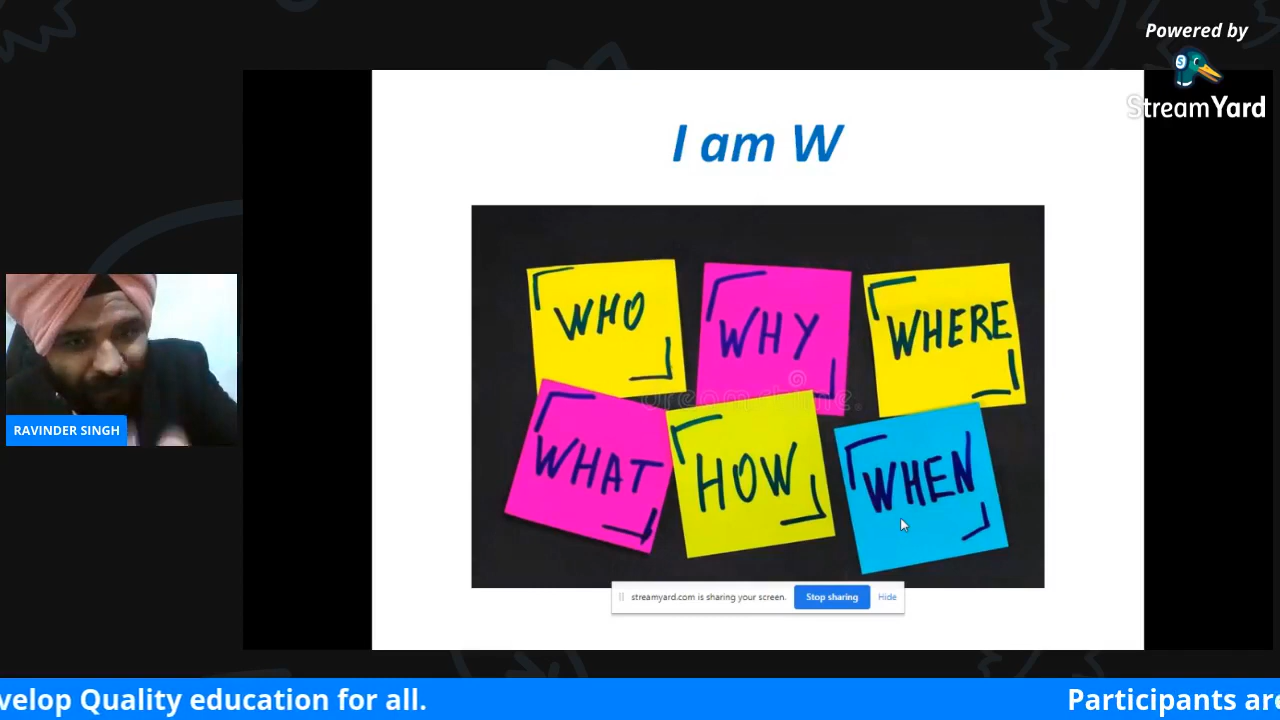 Powered by
StreamYard
I am W
WHO
WHY
WHERE
WHAT
HOW
WHEN
streamyard.com is sharing your screen.
Stop sharing
Hide
RAVINDER SINGH
velop Quality education for all.
Participants are